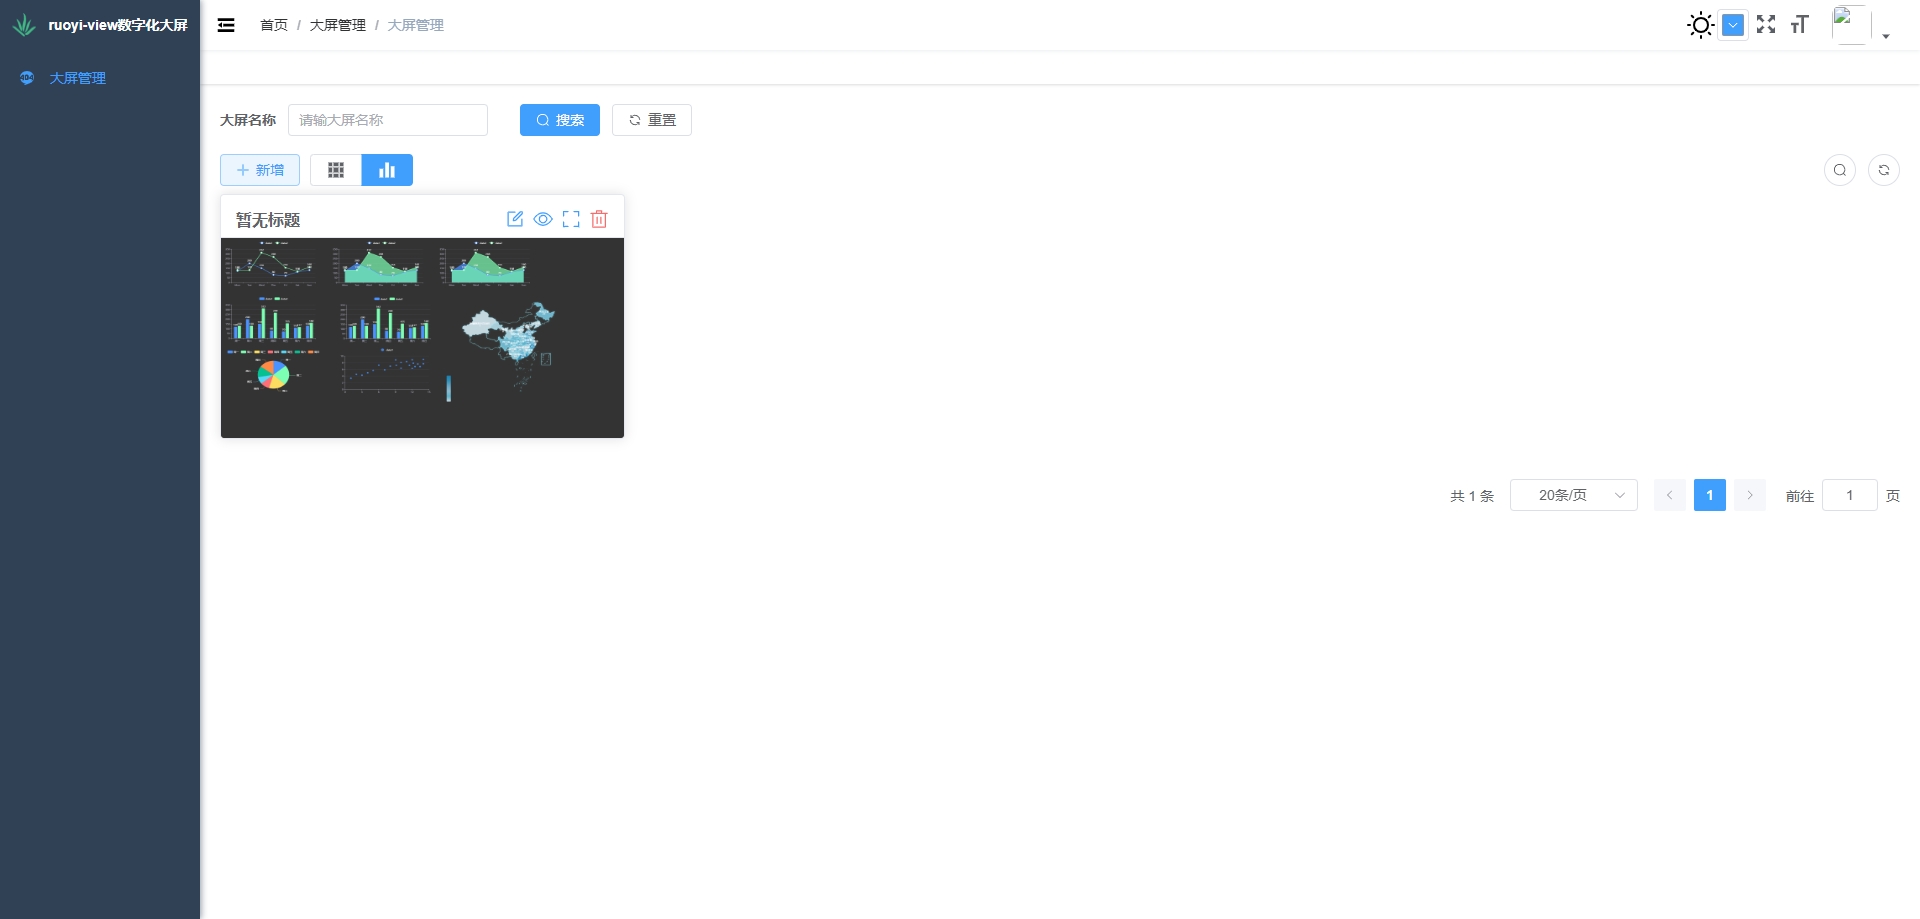 ruoyi-view数字化大屏
首页 / 大屏管理 / 大屏管理
大屏管理
大屏名称 请输大屏名称 搜索 重置
新增
暂无标题
共 1 条 20条/页 1 前往 1 页